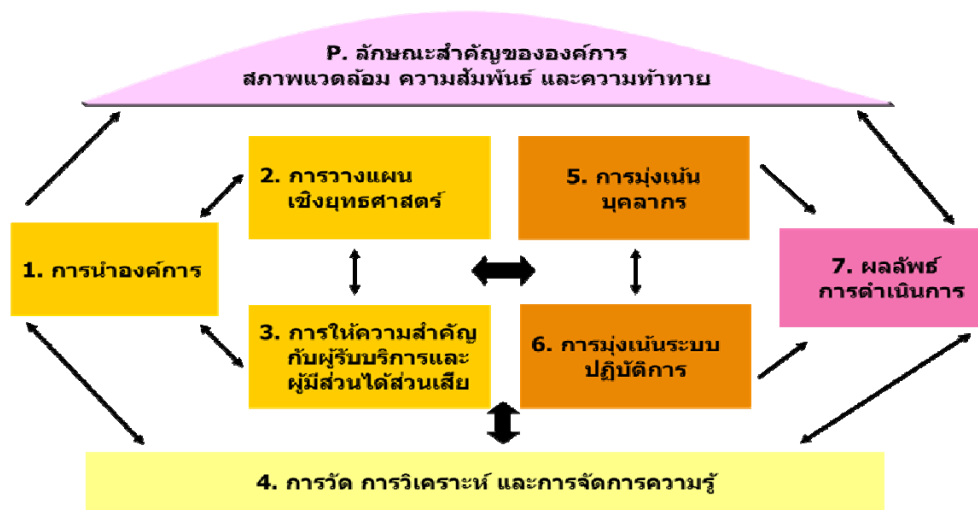 P. ลักษณะสำคัญขององค์การ
สภาพแวดล้อม ความสัมพันธ์ และความท้าทาย
2. การวางแผน
เชิงยุทธศาสตร์
5. การมุ่งเน้น
บุคลากร
1. การนำองค์การ
7. ผลลัพธ์
การดำเนินการ
3. การให้ความสำคัญ
กับผู้รับบริการและ
ผู้มีส่วนได้ส่วนเสีย
6. การมุ่งเน้นระบบ
ปฏิบัติการ
4. การวัด การวิเคราะห์ และการจัดการความรู้